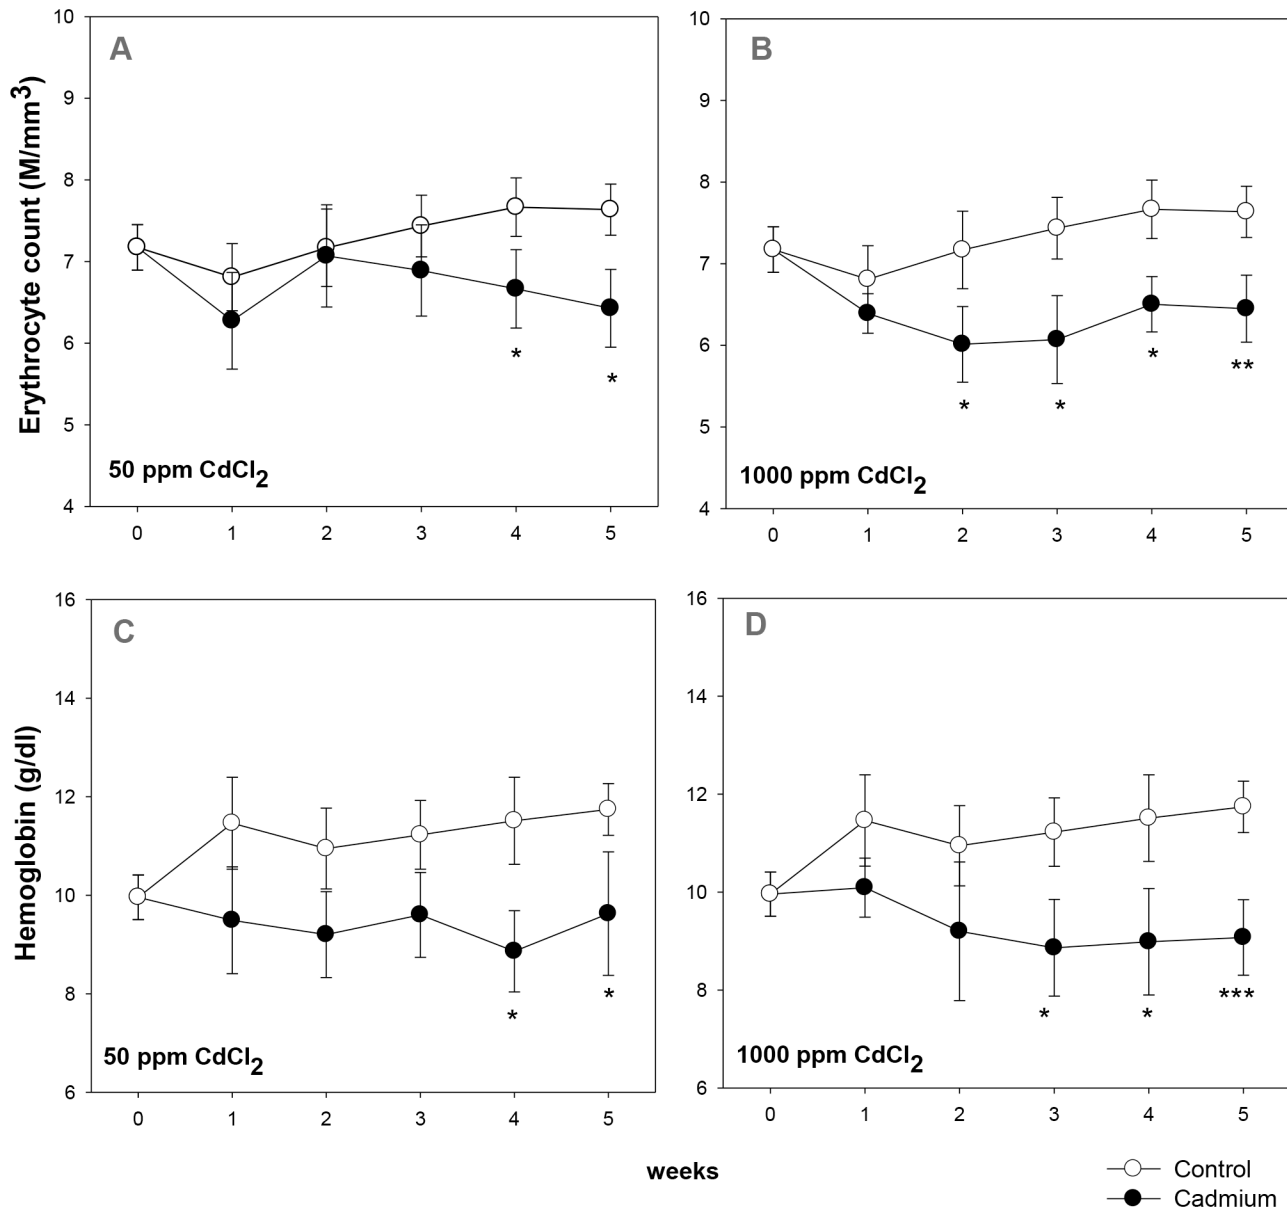 A
Erythrocyte count (M/mm³)
10
9
8
7
6
5
4
*
*
50 ppm CdCl₂
0 1 2 3 4 5
B
10
9
8
7
6
5
4
*
*
*
**
1000 ppm CdCl₂
0 1 2 3 4 5
C
Hemoglobin (g/dl)
16
14
12
10
8
6
*
*
50 ppm CdCl₂
0 1 2 3 4 5
D
16
14
12
10
8
6
*
*
***
1000 ppm CdCl₂
0 1 2 3 4 5
weeks
Control
Cadmium